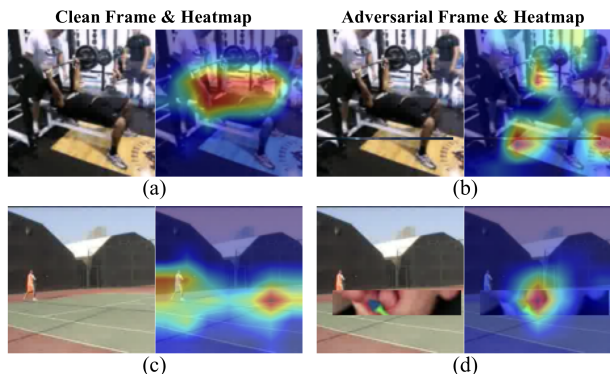 Clean Frame & Heatmap
Adversarial Frame & Heatmap
(a)
(b)
(c)
(d)